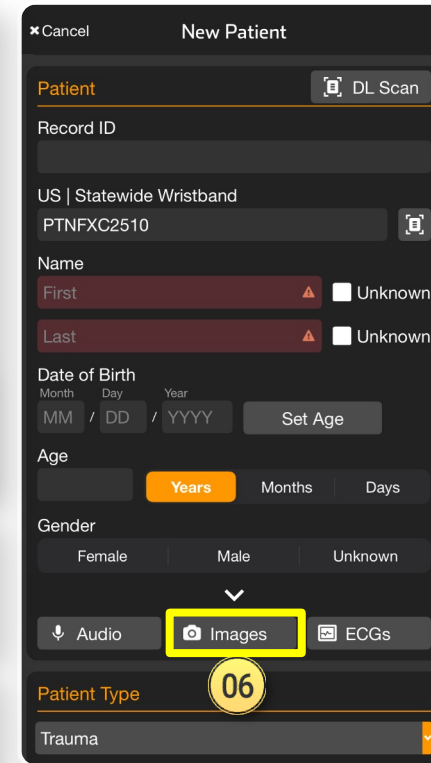 ×Cancel New Patient
Patient DL Scan
Record ID
US | Statewide Wristband
PTNFXC2510
Name
First Unknown
Last Unknown
Date of Birth
Month Day Year
MM / DD / YYYY Set Age
Age
Years Months Days
Gender
Female Male Unknown
Audio Images ECGs
06
Patient Type
Trauma